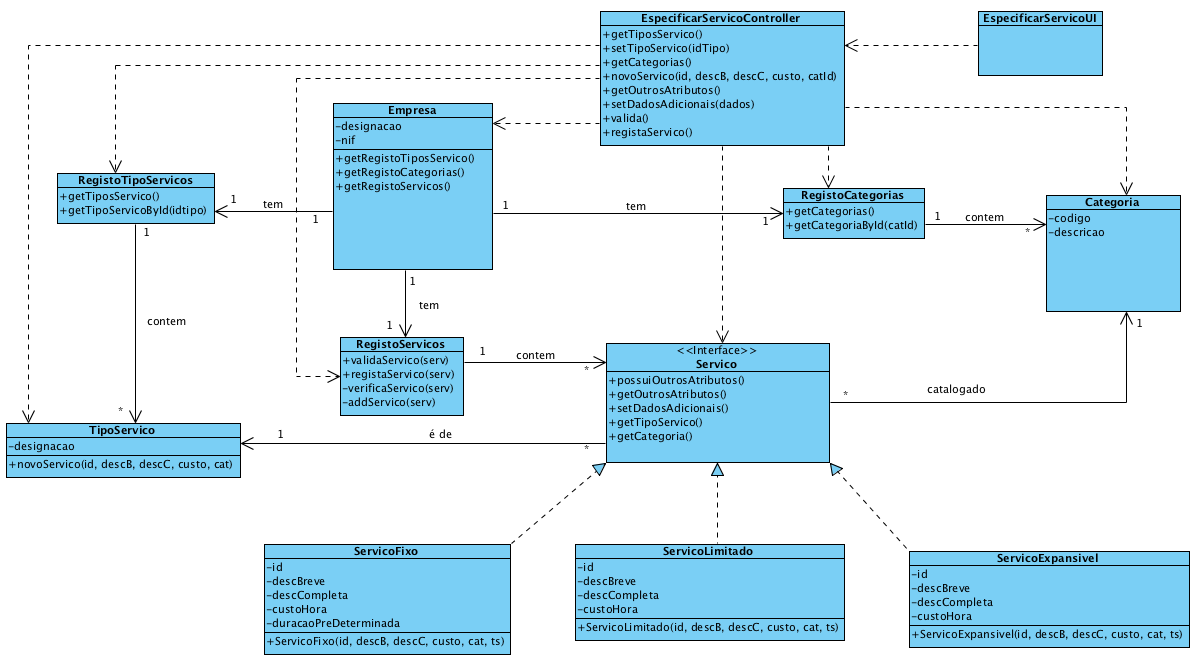 EspecificarServicoController
+getTiposServico()
+setTipoServico(idTipo)
+getCategorias()
+novoServico(id, descB, descC, custo, catId)
+getOutrosAtributos()
+setDadosAdicionais(dados)
+valida()
+registaServico()
EspecificarServicoUI
Empresa
-designacao
-nif
+getRegistoTiposServico()
+getRegistoCategorias()
+getRegistoServicos()
RegistoTipoServicos
+getTiposServico()
+getTipoServicoById(idtipo)
1
tem
1
1
tem
1
RegistoCategorias
+getCategorias()
+getCategoriaById(catId)
1
contem
*
Categoria
-codigo
-descricao
1
contem
*
1
tem
1
RegistoServicos
+validaServico(serv)
+registaServico(serv)
-verificaServico(serv)
-addServico(serv)
1
contem
*
<<Interface>>
Servico
+possuiOutrosAtributos()
+getOutrosAtributos()
+setDadosAdicionais()
+getTipoServico()
+getCategoria()
1
catalogado
*
TipoServico
-designacao
+novoServico(id, descB, descC, custo, cat)
1
é de
*
ServicoFixo
-id
-descBreve
-descCompleta
-custoHora
-duracaoPreDeterminada
+ServicoFixo(id, descB, descC, custo, cat, ts)
ServicoLimitado
-id
-descBreve
-descCompleta
-custoHora
+ServicoLimitado(id, descB, descC, custo, cat, ts)
ServicoExpansivel
-id
-descBreve
-descCompleta
-custoHora
+ServicoExpansivel(id, descB, descC, custo, cat, ts)